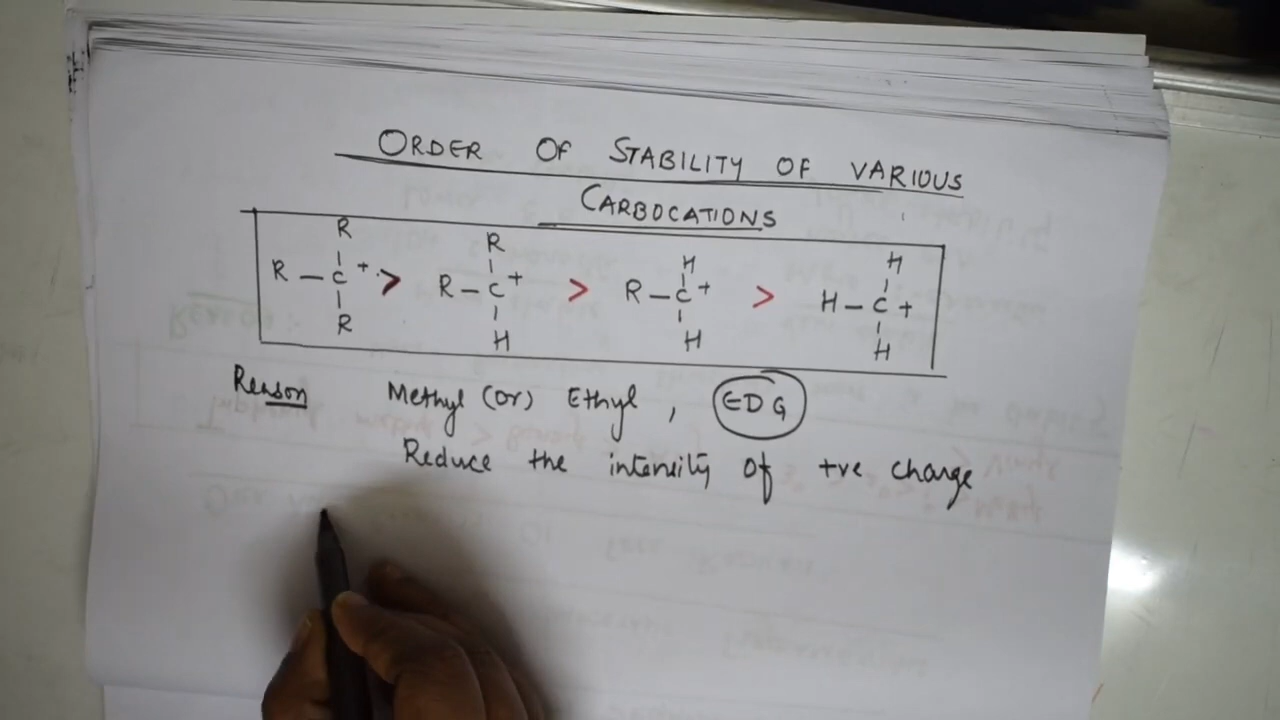 ORDER OF STABILITY OF VARIOUS
CARBOCATIONS
R R H H
R – C + > R – C + > R – C + > H – C +
R H H H
Reason Methyl (or) Ethyl , EDG
Reduce the intensity of +ve charge